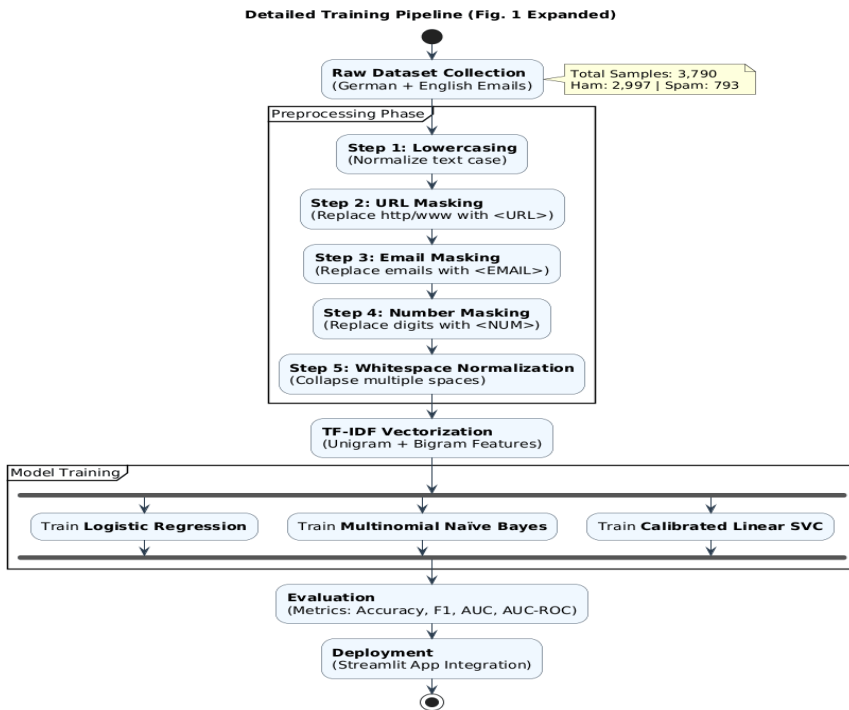 Detailed Training Pipeline (Fig. 1 Expanded)
Raw Dataset Collection
(German + English Emails)
Total Samples: 3,790
Ham: 2,997 | Spam: 793
Preprocessing Phase
Step 1: Lowercasing
(Normalize text case)
Step 2: URL Masking
(Replace http/www with <URL>)
Step 3: Email Masking
(Replace emails with <EMAIL>)
Step 4: Number Masking
(Replace digits with <NUM>)
Step 5: Whitespace Normalization
(Collapse multiple spaces)
TF-IDF Vectorization
(Unigram + Bigram Features)
Model Training
Train Logistic Regression
Train Multinomial Naïve Bayes
Train Calibrated Linear SVC
Evaluation
(Metrics: Accuracy, F1, AUC, AUC-ROC)
Deployment
(Streamlit App Integration)